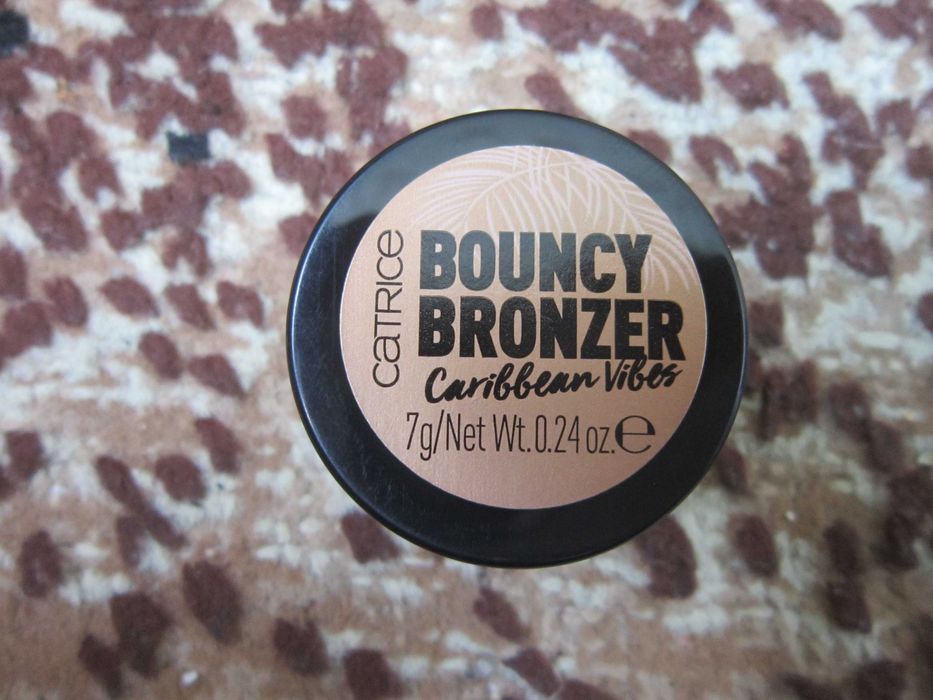 CATRICE
BOUNCY
BRONZER
Caribbean Vibes
7g/Net Wt.0.24 oz. ℮